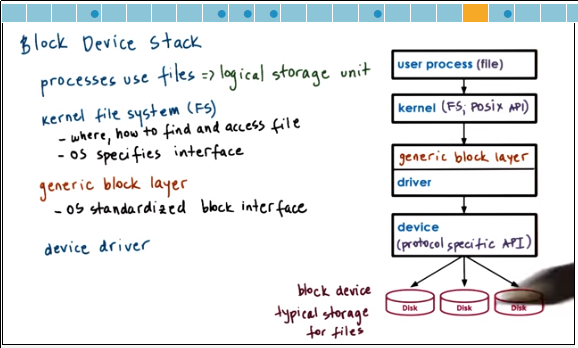 Block Device Stack
processes use files => logical storage unit
kernel file system (FS)
- where, how to find and access file
- OS specifies interface
generic block layer
- OS standardized block interface
device driver
user process (file)
kernel (FS, POSIX API)
generic block layer
driver
device
(protocol specific API)
block device
typical storage
for files
Disk
Disk
Disk